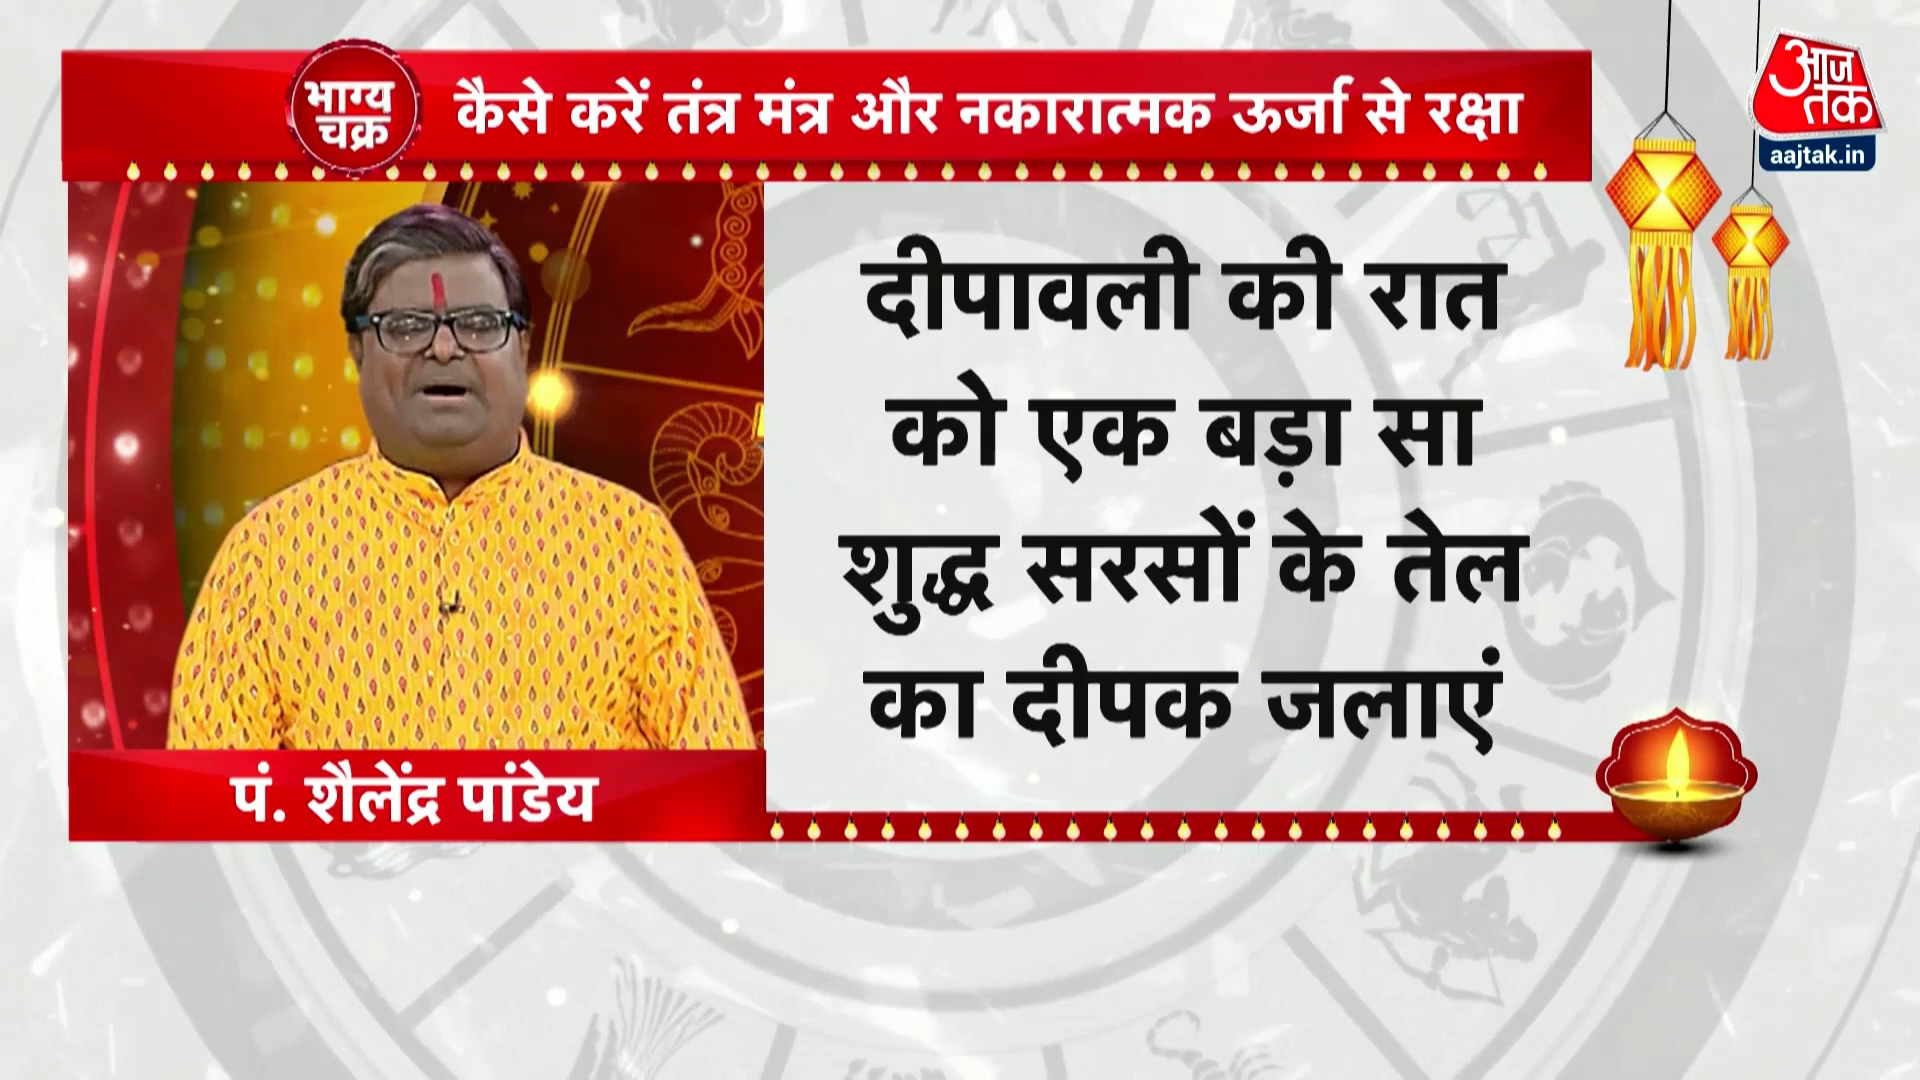 भाग्य
चक्र
कैसे करें तंत्र मंत्र और नकारात्मक ऊर्जा से रक्षा
आज
तक
aajtak.in
दीपावली की रात
को एक बड़ा सा
शुद्ध सरसों के तेल
का दीपक जलाएं
पं. शैलेंद्र पांडेय